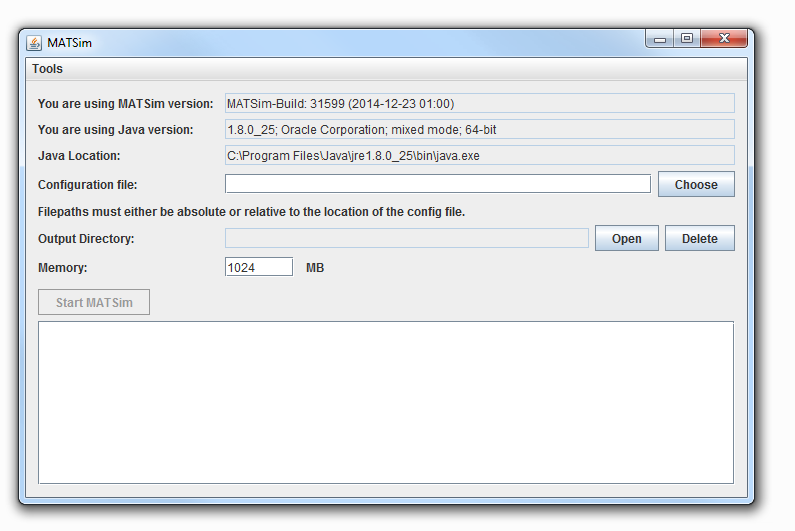 MATSim
Tools
You are using MATSim version: MATSim-Build: 31599 (2014-12-23 01:00)
You are using Java version: 1.8.0_25; Oracle Corporation; mixed mode; 64-bit
Java Location: C:\Program Files\Java\jre1.8.0_25\bin\java.exe
Configuration file: Choose
Filepaths must either be absolute or relative to the location of the config file.
Output Directory: Open Delete
Memory: 1024 MB
Start MATSim